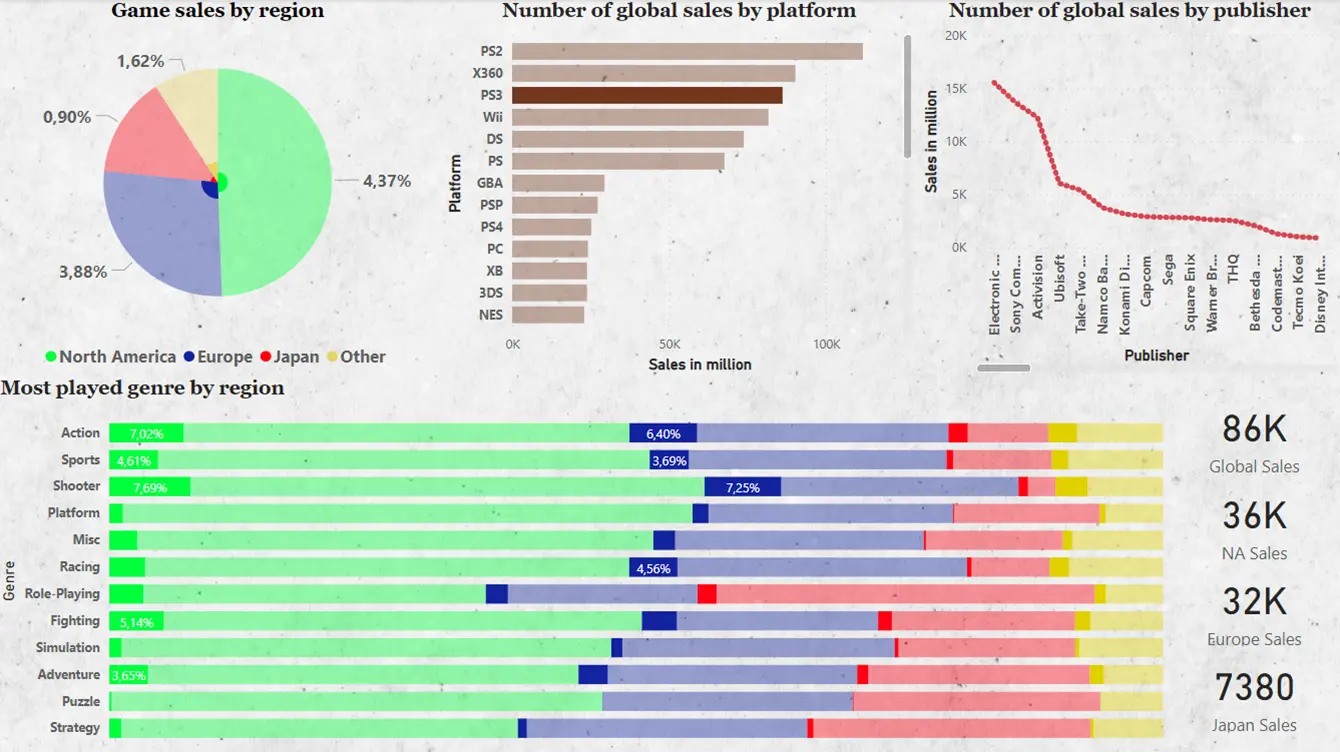 Game sales by region
1,62%
0,90%
4,37%
3,88%
North America Europe Japan Other
Number of global sales by platform
Platform
PS2
X360
PS3
Wii
DS
PS
GBA
PSP
PS4
PC
XB
3DS
NES
0K 50K 100K
Sales in million
Number of global sales by publisher
Sales in million
20K
15K
10K
5K
0K
Electronic ...
Sony Com...
Activision
Ubisoft
Take-Two ...
Namco Ba...
Konami Di...
Capcom
Sega
Square Enix
Warner Br...
THQ
Bethesda ...
Codemast...
Tecmo Koei
Disney Int...
Publisher
Most played genre by region
Genre
Action 7,02% 6,40%
Sports 4,61% 3,69%
Shooter 7,69% 7,25%
Platform
Misc
Racing 4,56%
Role-Playing
Fighting 5,14%
Simulation
Adventure 3,65%
Puzzle
Strategy
86K
Global Sales
36K
NA Sales
32K
Europe Sales
7380
Japan Sales